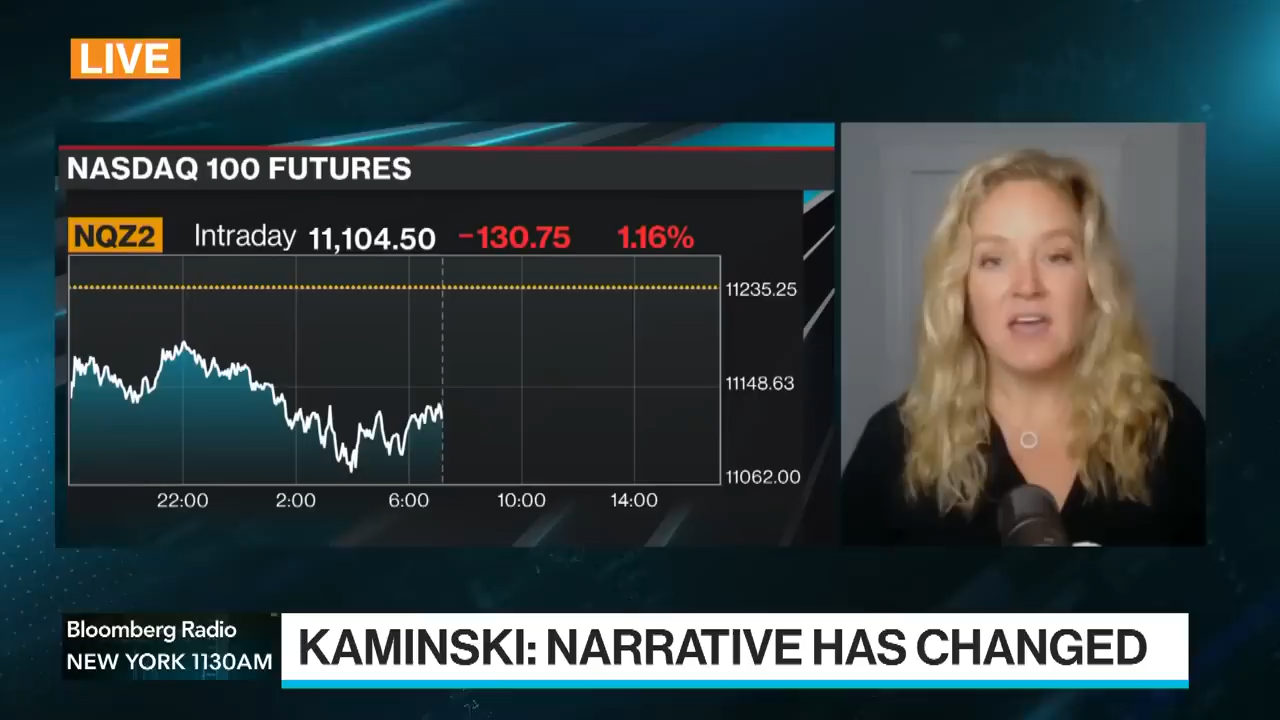 LIVE
NASDAQ 100 FUTURES
NQZ2 Intraday 11,104.50 -130.75 1.16%
11235.25
11148.63
11062.00
22:00 2:00 6:00 10:00 14:00
Bloomberg Radio
NEW YORK 1130AM
KAMINSKI: NARRATIVE HAS CHANGED